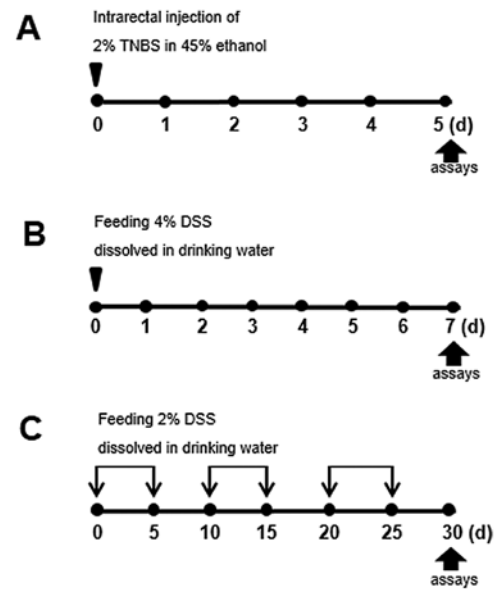 A
Intrarectal injection of
2% TNBS in 45% ethanol
0 1 2 3 4 5 (d)
assays
B
Feeding 4% DSS
dissolved in drinking water
0 1 2 3 4 5 6 7 (d)
assays
C
Feeding 2% DSS
dissolved in drinking water
0 5 10 15 20 25 30 (d)
assays